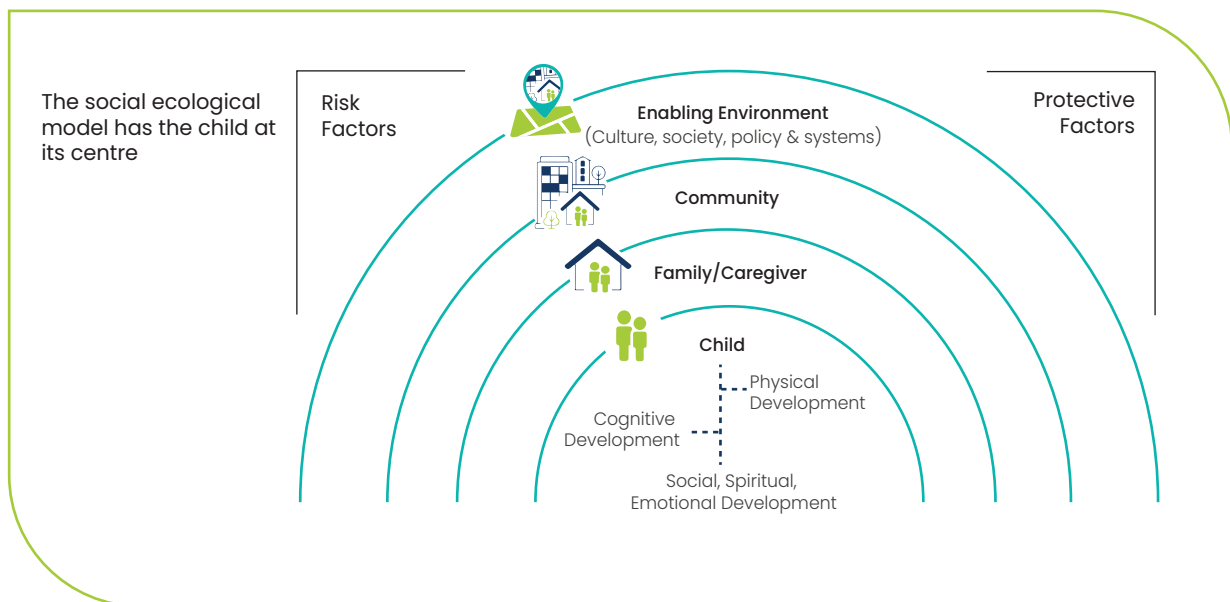 The social ecological
model has the child at
its centre
Risk
Factors
Protective
Factors
Enabling Environment
(Culture, society, policy & systems)
Community
Family/Caregiver
Child
Physical
Development
Cognitive
Development
Social, Spiritual,
Emotional Development